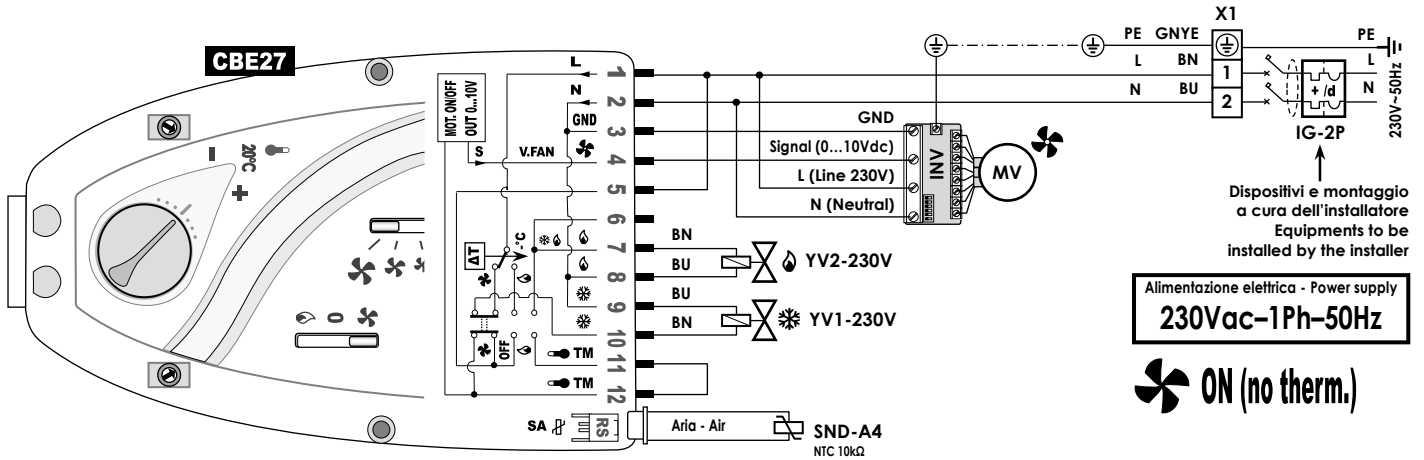 CBE27
20°C
MOT. ON/OFF
OUT 0...10V
L
N
GND
S
V.FAN
ΔT
-°C
OFF
TM
TM
SA
RS
1
2
3
4
5
6
7
8
9
10
11
12
Aria - Air
SND-A4
NTC 10kΩ
GND
Signal (0...10Vdc)
L (Line 230V)
N (Neutral)
INV
MV
BN
BU
YV2-230V
BU
BN
YV1-230V
X1
PE GNYE
L BN
N BU
1
2
+ /d
IG-2P
PE
L
N
230V~50Hz
Dispositivi e montaggio
a cura dell'installatore
Equipments to be
installed by the installer
Alimentazione elettrica - Power supply
230Vac–1Ph–50Hz
ON (no therm.)